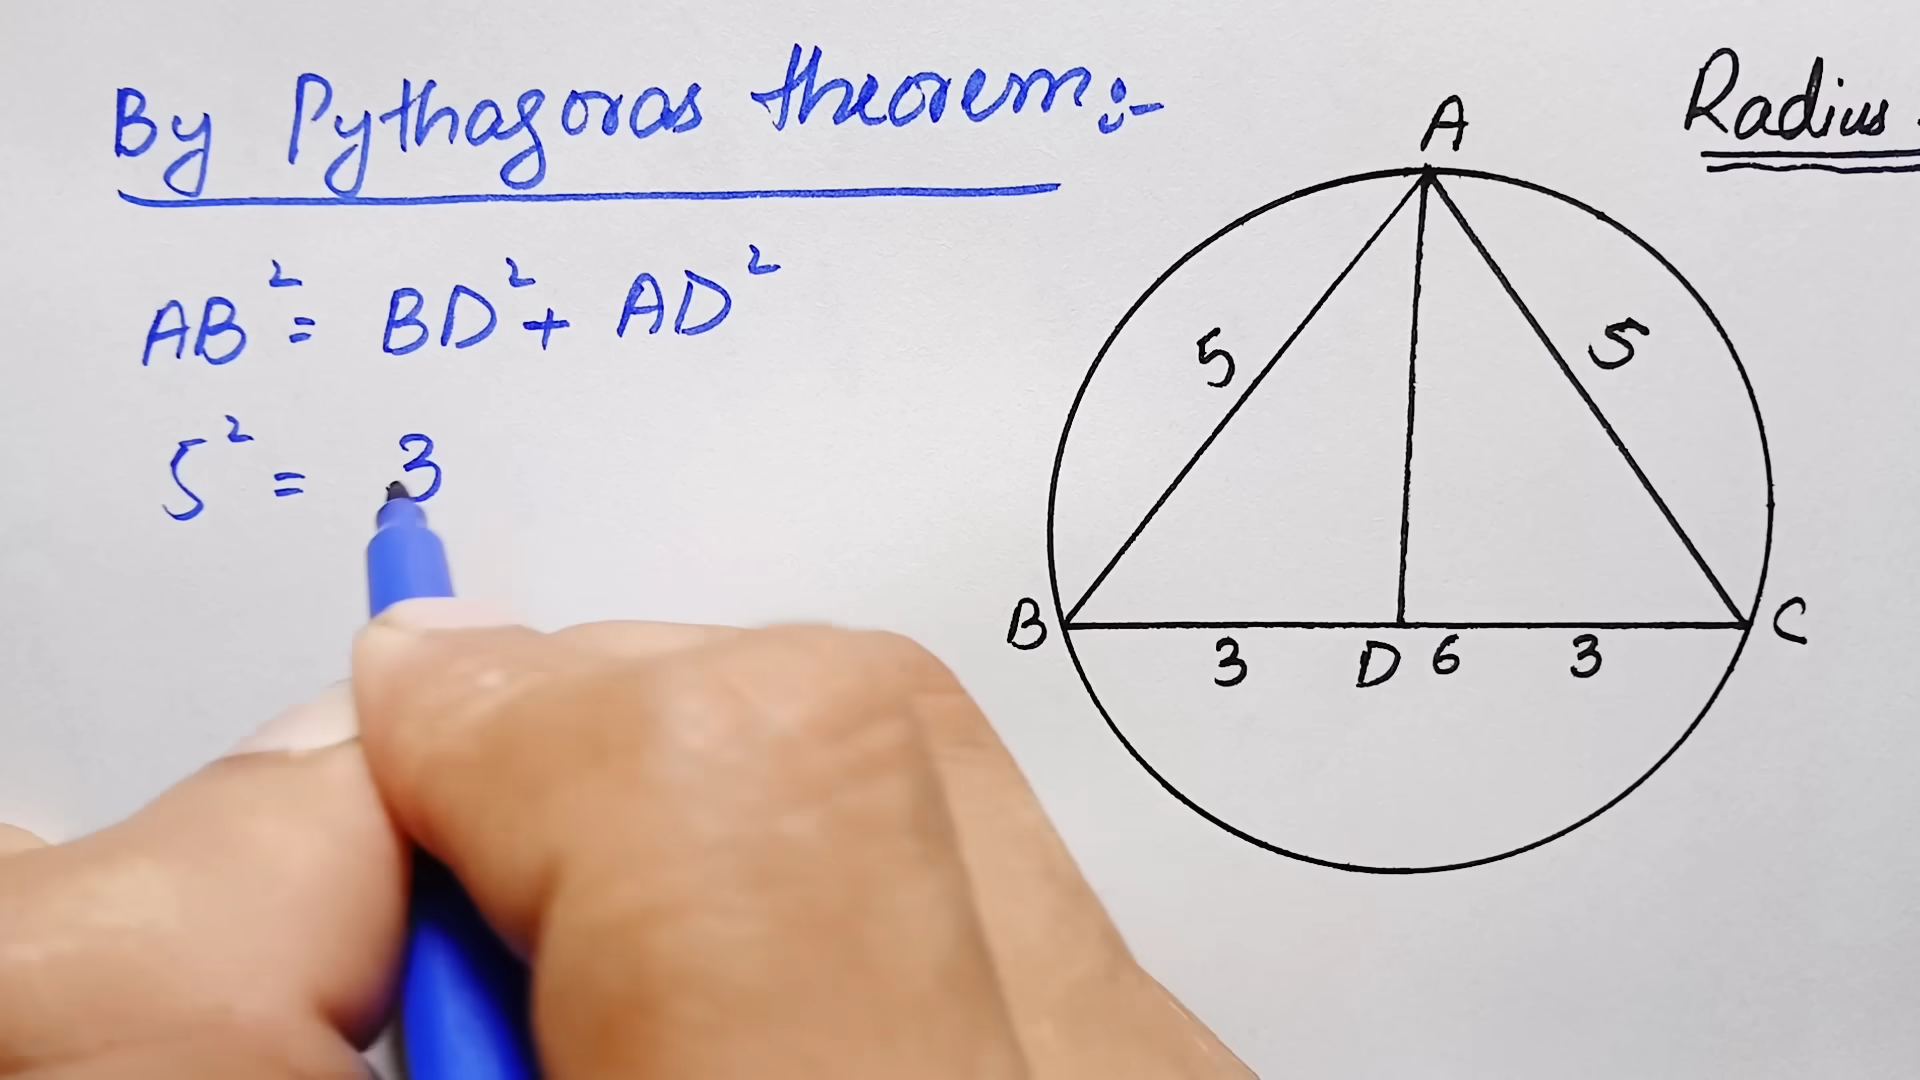 By Pythagoras theorem:-
AB² = BD² + AD²
5² = 3
Radius
A
5
5
B
C
3
D
6
3